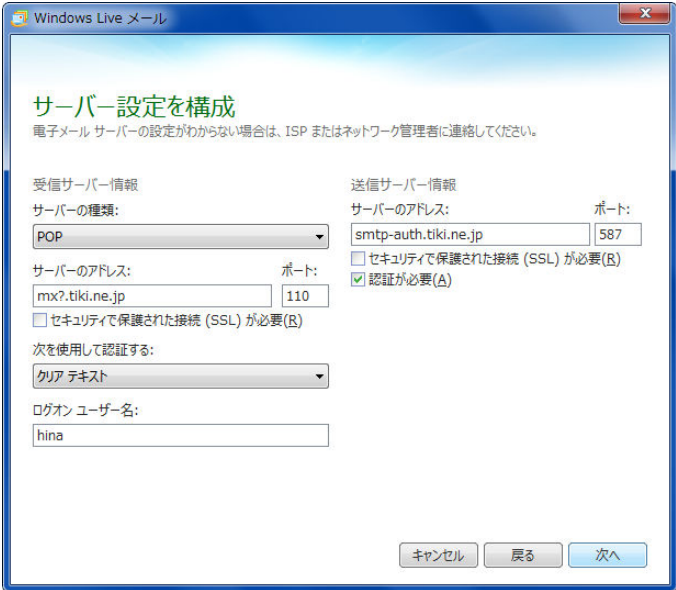 Windows Live メール
サーバー設定を構成
電子メール サーバーの設定がわからない場合は、ISP またはネットワーク管理者に連絡してください。
受信サーバー情報
サーバーの種類:
POP
サーバーのアドレス:
ポート:
mx?.tiki.ne.jp
110
セキュリティで保護された接続 (SSL) が必要(R)
次を使用して認証する:
クリア テキスト
ログオン ユーザー名:
hina
送信サーバー情報
サーバーのアドレス:
ポート:
smtp-auth.tiki.ne.jp
587
セキュリティで保護された接続 (SSL) が必要(R)
認証が必要(A)
キャンセル
戻る
次へ